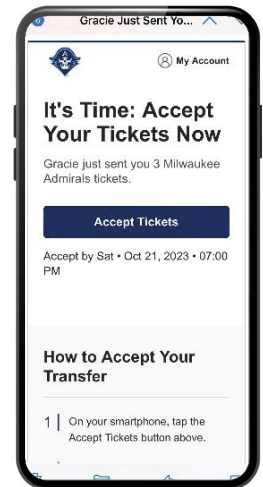 Gracie Just Sent Yo...
My Account
It's Time: Accept
Your Tickets Now
Gracie just sent you 3 Milwaukee
Admirals tickets.
Accept Tickets
Accept by Sat • Oct 21, 2023 • 07:00
PM
How to Accept Your
Transfer
1 On your smartphone, tap the
Accept Tickets button above.